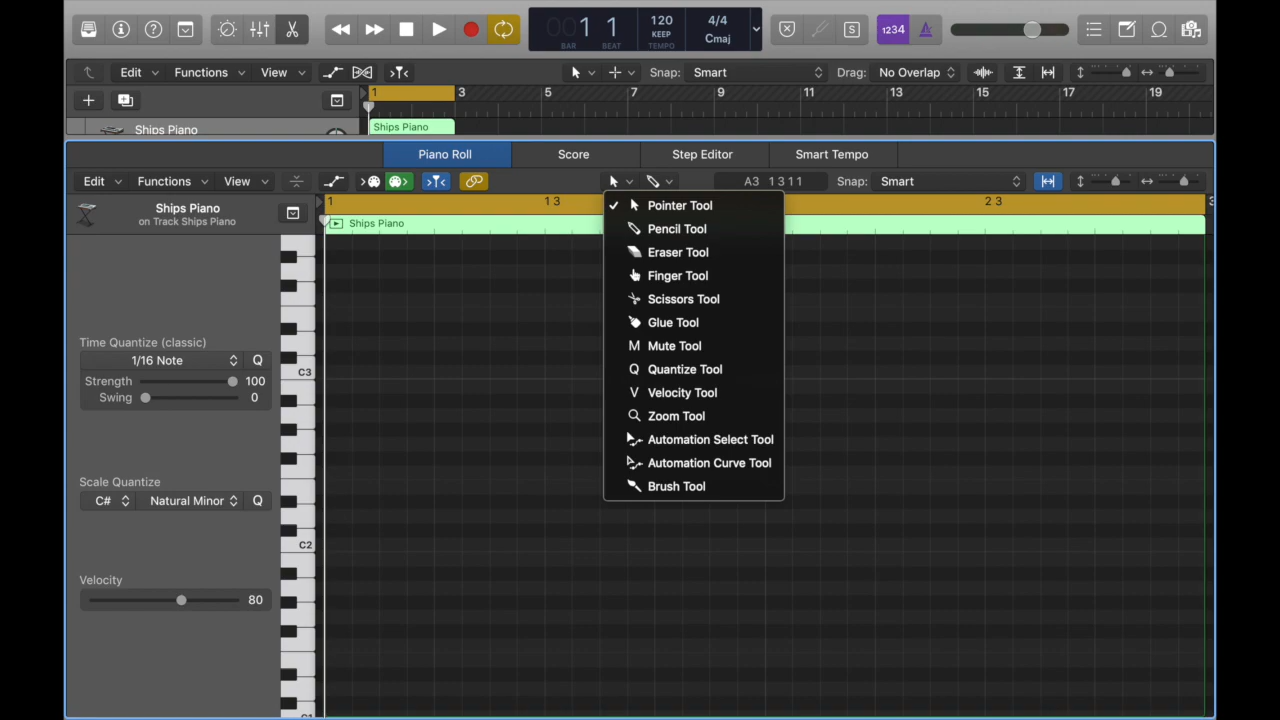 001 1
BAR BEAT
120
KEEP
TEMPO
4/4
Cmaj
S
1234
Edit Functions View Snap: Smart Drag: No Overlap
1 3 5 7 9 11 13 15 17 19
Ships Piano
Ships Piano
Piano Roll Score Step Editor Smart Tempo
Edit Functions View A3 1 3 1 1 Snap: Smart
1 1 3 2 3 3
Ships Piano
on Track Ships Piano
Ships Piano
Pointer Tool
Pencil Tool
Eraser Tool
Finger Tool
Scissors Tool
Glue Tool
M Mute Tool
Q Quantize Tool
V Velocity Tool
Zoom Tool
Automation Select Tool
Automation Curve Tool
Brush Tool
Time Quantize (classic)
1/16 Note Q
Strength 100
Swing 0
Scale Quantize
C# Natural Minor Q
Velocity
80
C3
C2
C1